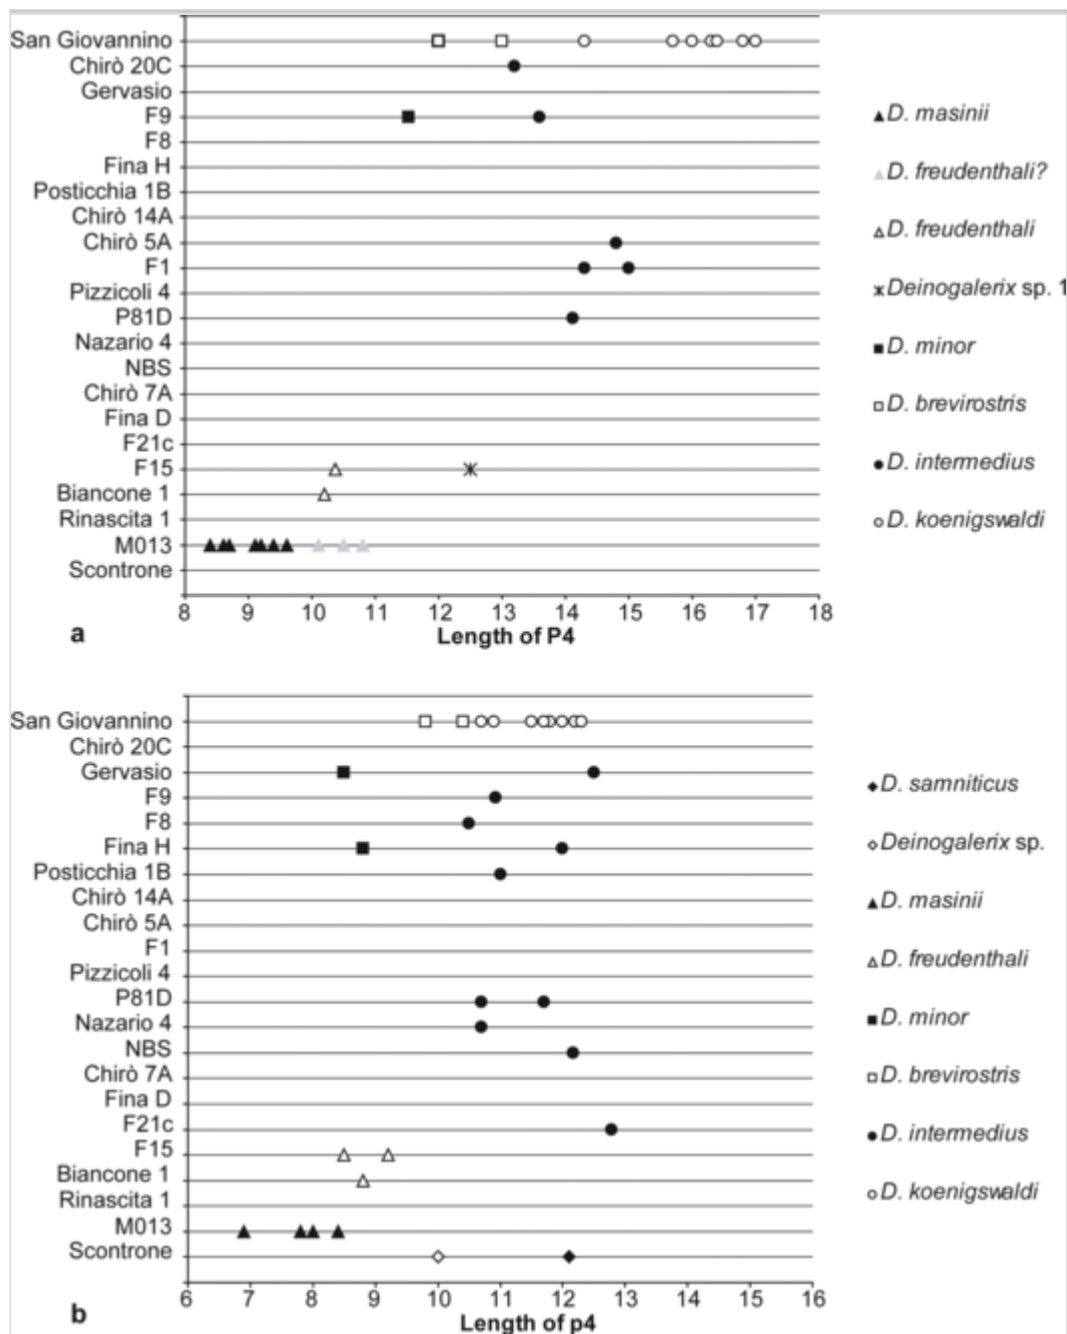 San Giovannino
Chirò 20C
Gervasio
F9
F8
Fina H
Posticchia 1B
Chirò 14A
Chirò 5A
F1
Pizzicoli 4
P81D
Nazario 4
NBS
Chirò 7A
Fina D
F21c
F15
Biancone 1
Rinascita 1
M013
Scontrone
8 9 10 11 12 13 14 15 16 17 18
a
Length of P4
D. masinii
D. freudenthali?
D. freudenthali
Deinogalerix sp. 1
D. minor
D. brevirostris
D. intermedius
D. koenigswaldi
San Giovannino
Chirò 20C
Gervasio
F9
F8
Fina H
Posticchia 1B
Chirò 14A
Chirò 5A
F1
Pizzicoli 4
P81D
Nazario 4
NBS
Chirò 7A
Fina D
F21c
F15
Biancone 1
Rinascita 1
M013
Scontrone
6 7 8 9 10 11 12 13 14 15 16
b
Length of p4
D. samniticus
Deinogalerix sp.
D. masinii
D. freudenthali
D. minor
D. brevirostris
D. intermedius
D. koenigswaldi